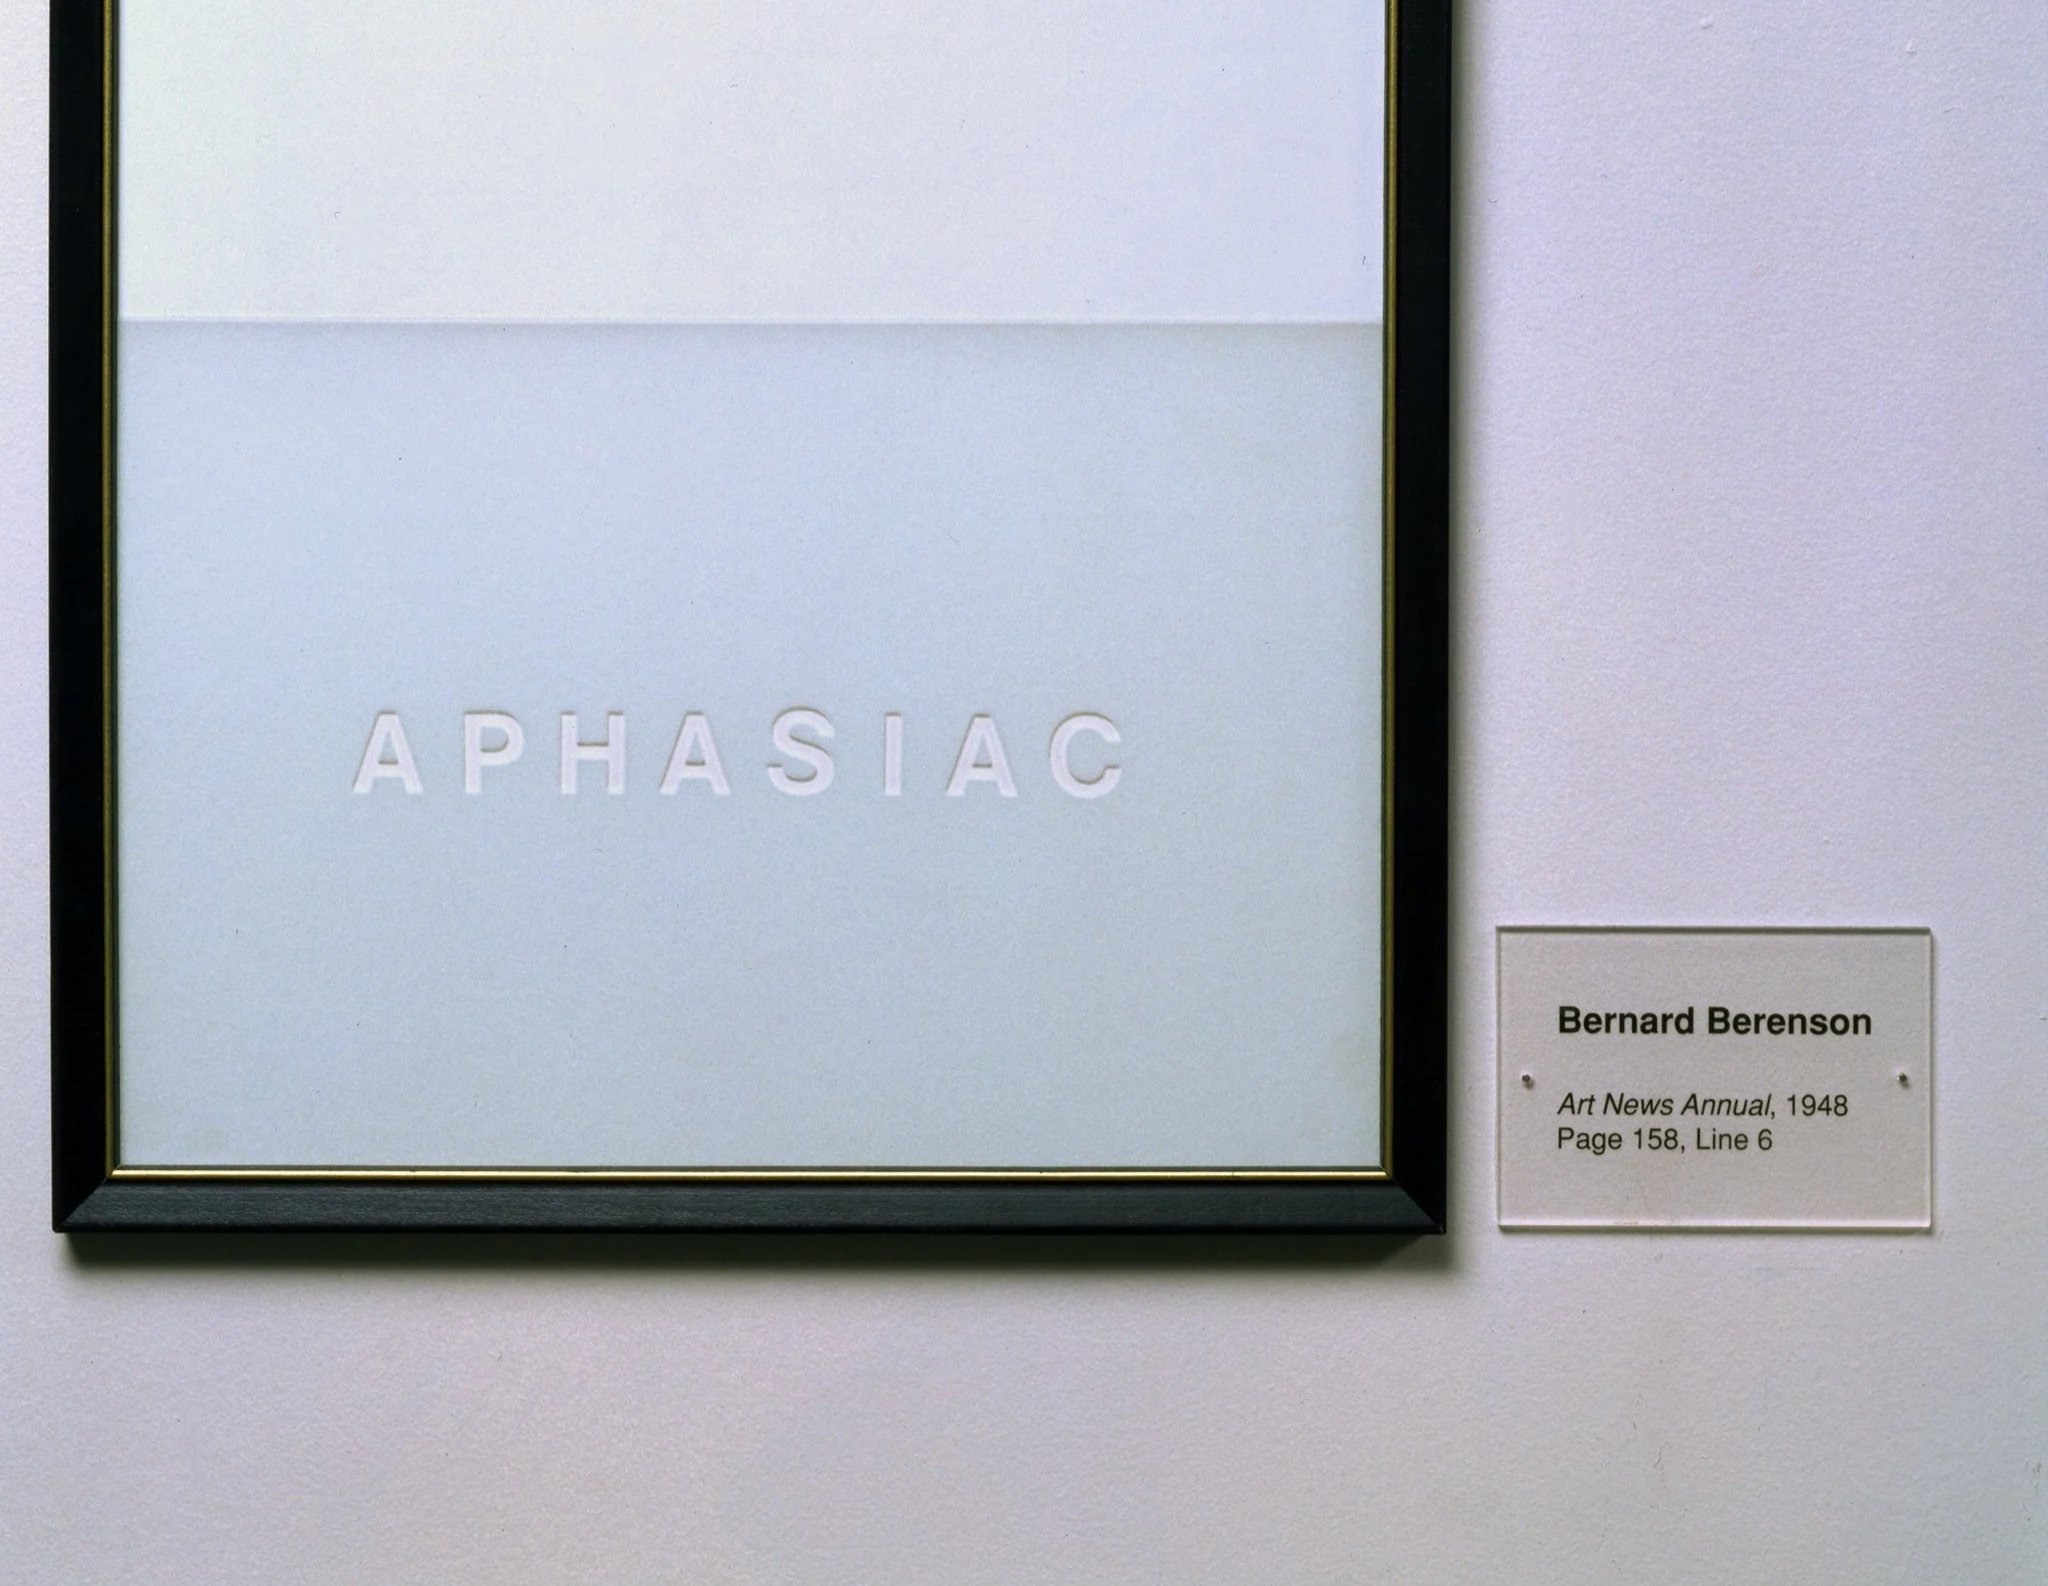 APHASIAC
Bernard Berenson
Art News Annual, 1948
Page 158, Line 6